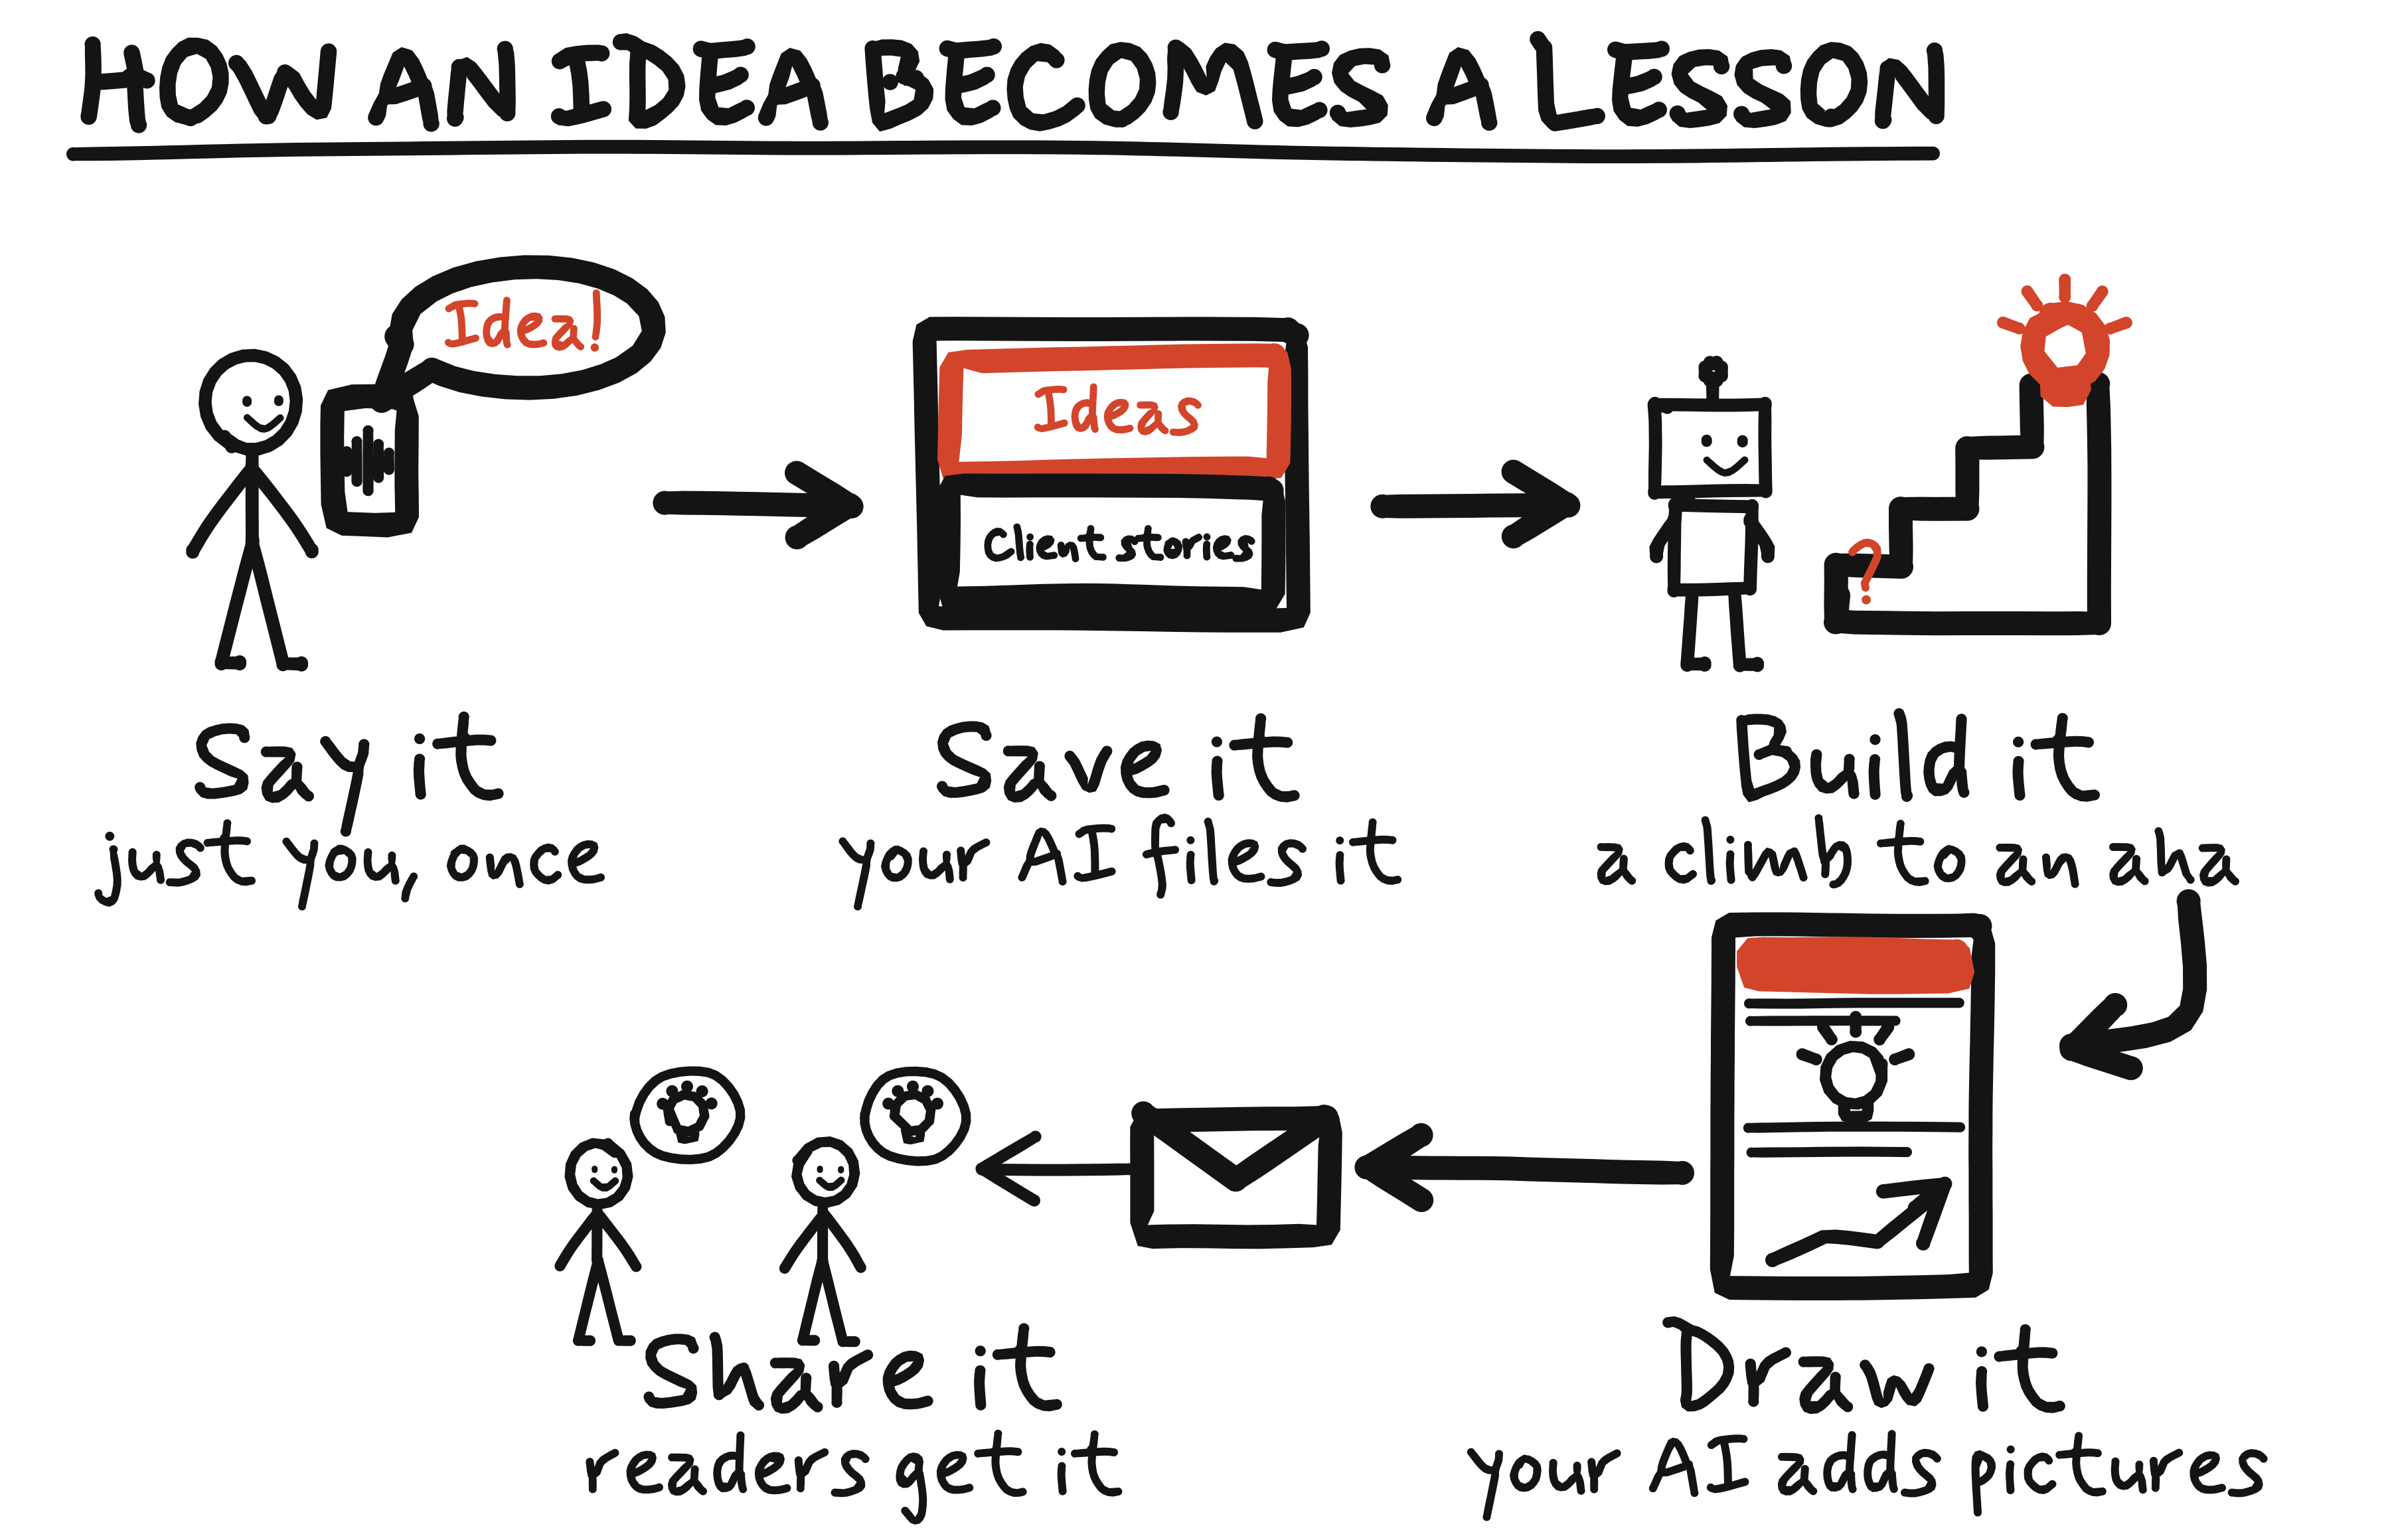 HOW AN IDEA BECOMES A LESSON
Idea!
Ideas
Client stories
?
Say it
just you, once
Save it
your AI files it
Build it
a climb to an aha
Share it
readers get it
Draw it
your AI adds pictures